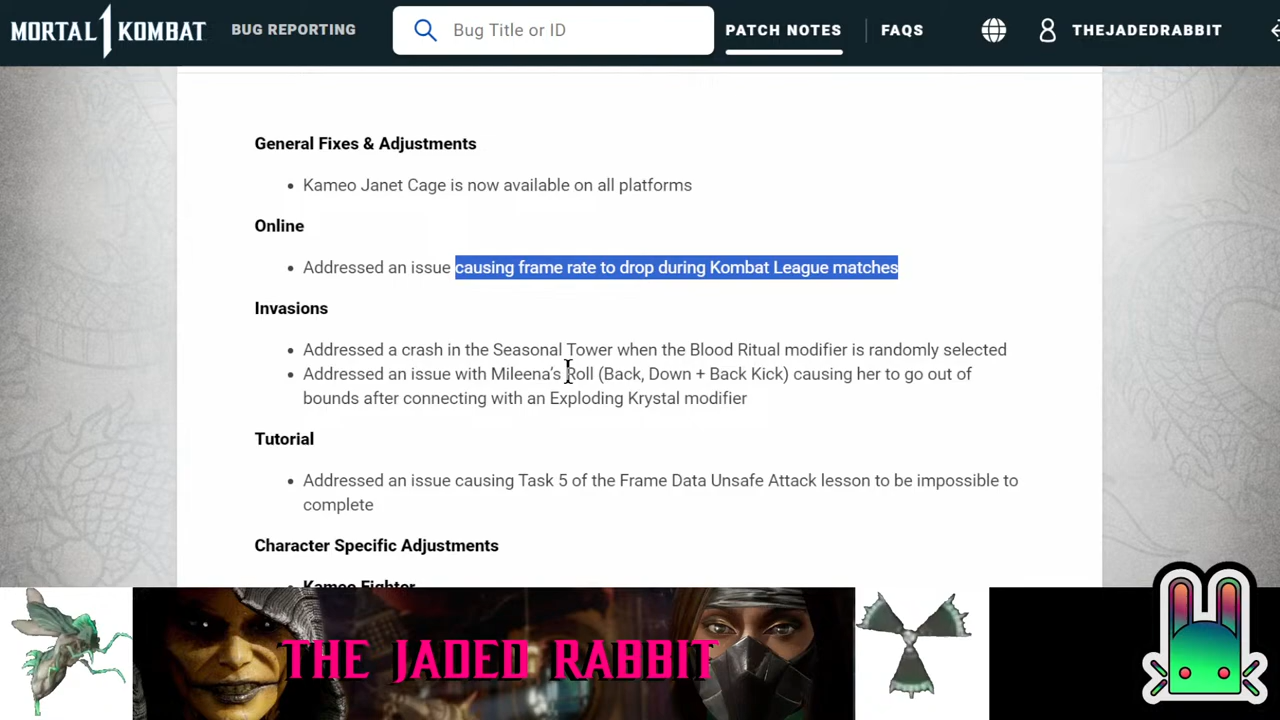 MORTAL KOMBAT 1
BUG REPORTING
Bug Title or ID
PATCH NOTES
FAQS
THEJADEDRABBIT
General Fixes & Adjustments
• Kameo Janet Cage is now available on all platforms
Online
• Addressed an issue causing frame rate to drop during Kombat League matches
Invasions
• Addressed a crash in the Seasonal Tower when the Blood Ritual modifier is randomly selected
• Addressed an issue with Mileena’s Roll (Back, Down + Back Kick) causing her to go out of
bounds after connecting with an Exploding Krystal modifier
Tutorial
• Addressed an issue causing Task 5 of the Frame Data Unsafe Attack lesson to be impossible to
complete
Character Specific Adjustments
• Kameo Fighter
THE JADED RABBIT